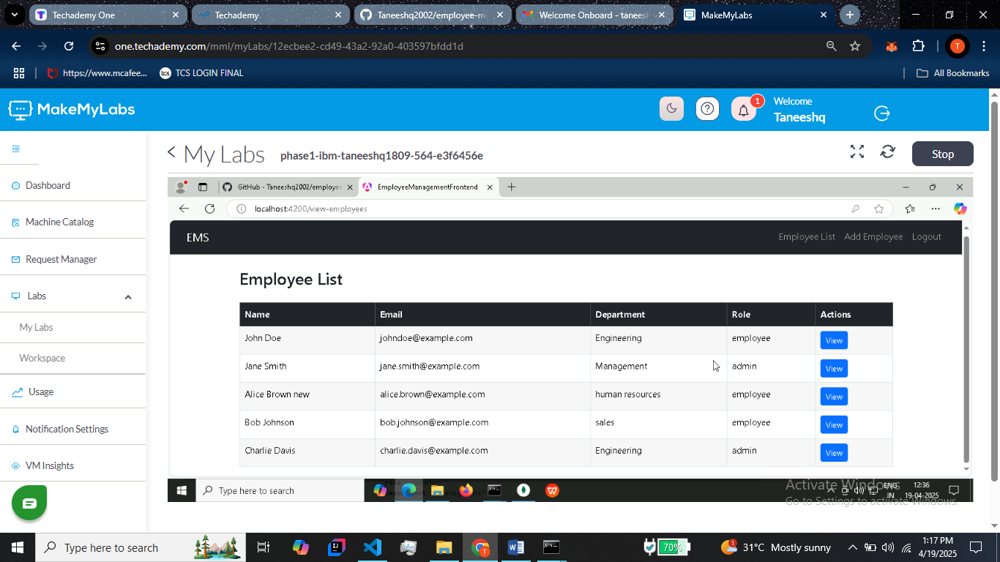 Techademy One
Techademy
Taneeshq2002/employee-m
Welcome Onboard - taneesh
MakeMyLabs
one.techademy.com/mml/myLabs/12ecbee2-cd49-43a2-92a0-403597bfdd1d
T
https://www.mcafee...
tcs
TCS LOGIN FINAL
All Bookmarks
MakeMyLabs
1
Welcome
Taneeshq
My Labs
phase1-ibm-taneeshq1809-564-e3f6456e
Stop
Dashboard
Machine Catalog
Request Manager
Labs
My Labs
Workspace
Usage
Notification Settings
VM Insights
GitHub - Taneeshq2002/employee
EmployeeManagementFrontend
localhost:4200/view-employees
EMS
Employee List
Add Employee
Logout
Employee List
Name Email Department Role Actions
John Doe johndoe@example.com Engineering employee View
Jane Smith jane.smith@example.com Management admin View
Alice Brown new alice.brown@example.com human resources employee View
Bob Johnson bob.johnson@example.com sales employee View
Charlie Davis charlie.davis@example.com Engineering admin View
Type here to search
Activate Windows
Go to Settings to activate Windows.
ENG
IN
12:36
19-04-2025
Type here to search
70%
1
31°C Mostly sunny
1:17 PM
4/19/2025